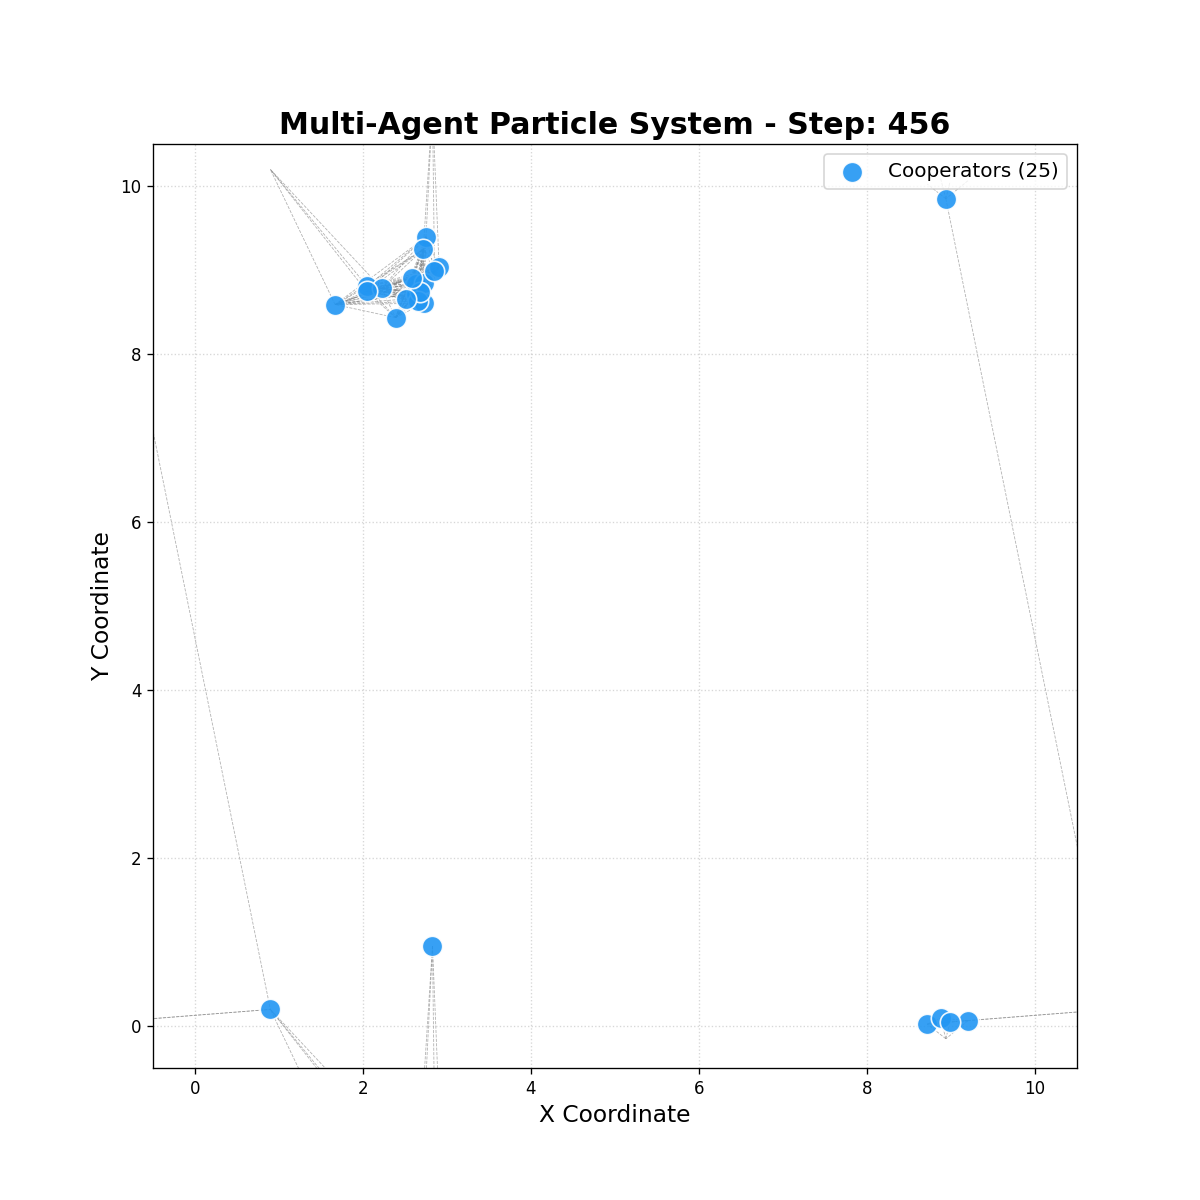 Multi-Agent Particle System - Step: 456
Cooperators (25)
10
8
6
4
2
0
Y Coordinate
0 2 4 6 8 10
X Coordinate